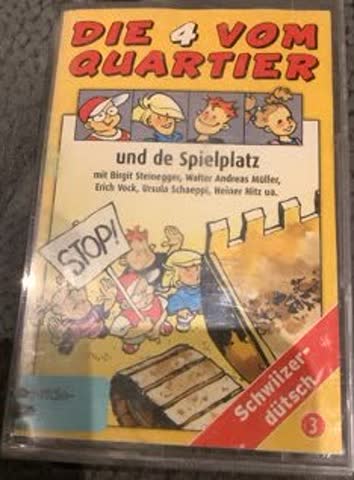 DIE 4 VOM
QUARTIER
und de Spielplatz
mit Birgit Steinegger, Walter Andreas Müller,
Erich Vock, Ursula Schaeppi, Heiner Hitz ua.
STOP!
Schwiizer-
dütsch
3